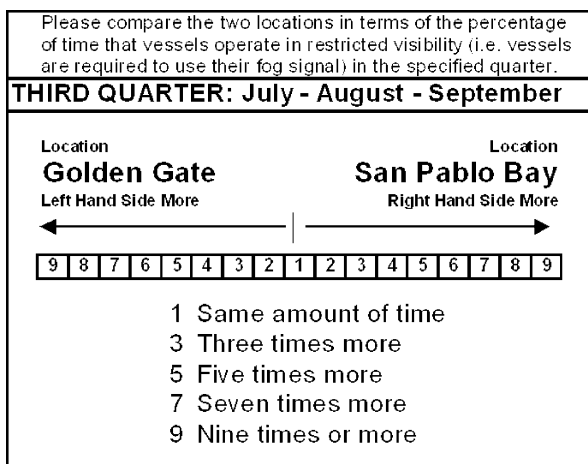 Please compare the two locations in terms of the percentage
of time that vessels operate in restricted visibility (i.e. vessels
are required to use their fog signal) in the specified quarter.
THIRD QUARTER: July - August - September
Location Location
Golden Gate San Pablo Bay
Left Hand Side More Right Hand Side More
9 8 7 6 5 4 3 2 1 2 3 4 5 6 7 8 9
1 Same amount of time
3 Three times more
5 Five times more
7 Seven times more
9 Nine times or more